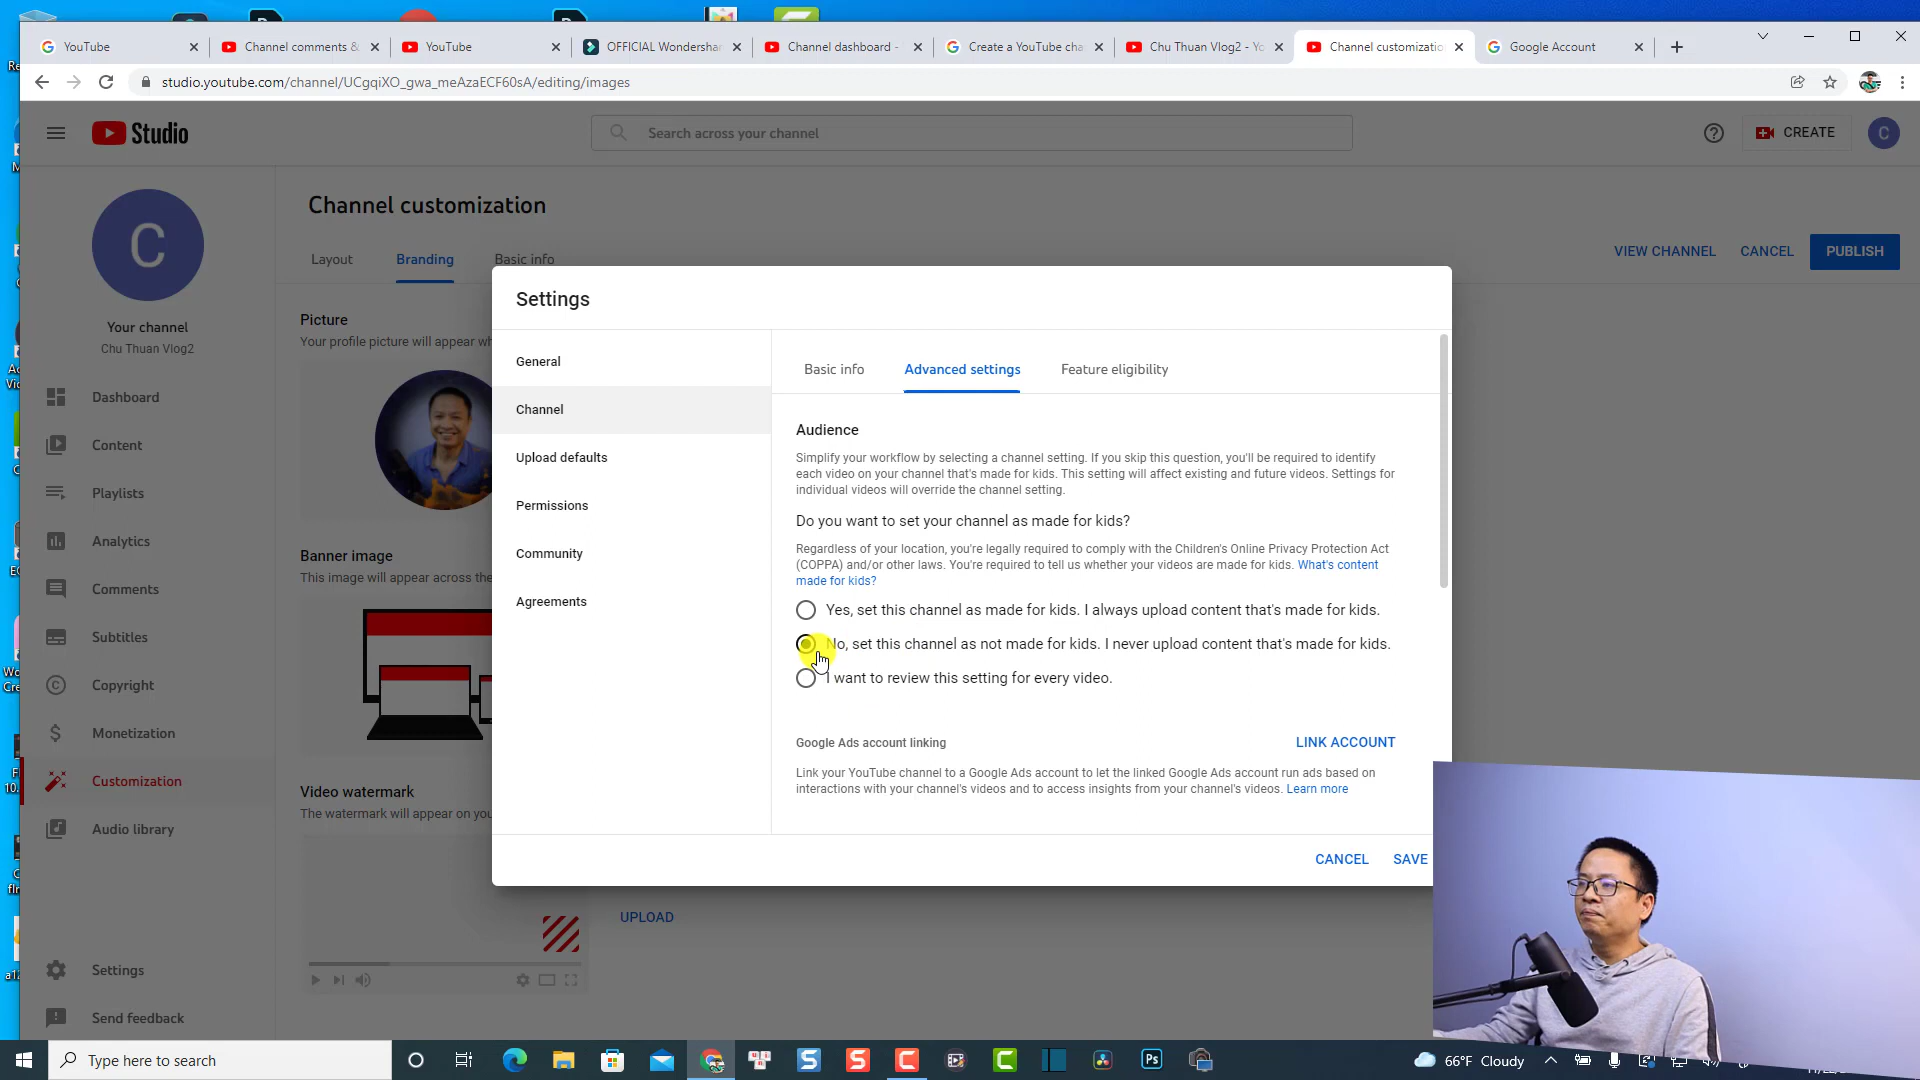 YouTube
Channel comments &
YouTube
OFFICIAL Wondersha
Channel dashboard -
Create a YouTube cha
Chu Thuan Vlog2 - Yo
Channel customizatio
Google Account
studio.youtube.com/channel/UCgqiXO_gwa_meAzaECF60sA/editing/images
Studio
Search across your channel
CREATE
C
C
Your channel
Chu Thuan Vlog2
Dashboard
Content
Playlists
Analytics
Comments
Subtitles
Copyright
Monetization
Customization
Audio library
Settings
Send feedback
Channel customization
Layout
Branding
Basic info
VIEW CHANNEL
CANCEL
PUBLISH
Picture
Your profile picture will appear wh
Banner image
This image will appear across the
Video watermark
The watermark will appear on you
UPLOAD
Settings
General
Channel
Upload defaults
Permissions
Community
Agreements
Basic info
Advanced settings
Feature eligibility
Audience
Simplify your workflow by selecting a channel setting. If you skip this question, you'll be required to identify
each video on your channel that's made for kids. This setting will affect existing and future videos. Settings for
individual videos will override the channel setting.
Do you want to set your channel as made for kids?
Regardless of your location, you're legally required to comply with the Children's Online Privacy Protection Act
(COPPA) and/or other laws. You're required to tell us whether your videos are made for kids. What's content
made for kids?
Yes, set this channel as made for kids. I always upload content that's made for kids.
No, set this channel as not made for kids. I never upload content that's made for kids.
I want to review this setting for every video.
Google Ads account linking
LINK ACCOUNT
Link your YouTube channel to a Google Ads account to let the linked Google Ads account run ads based on
interactions with your channel's videos and to access insights from your channel's videos. Learn more
CANCEL
SAVE
Type here to search
Ps
66°F Cloudy